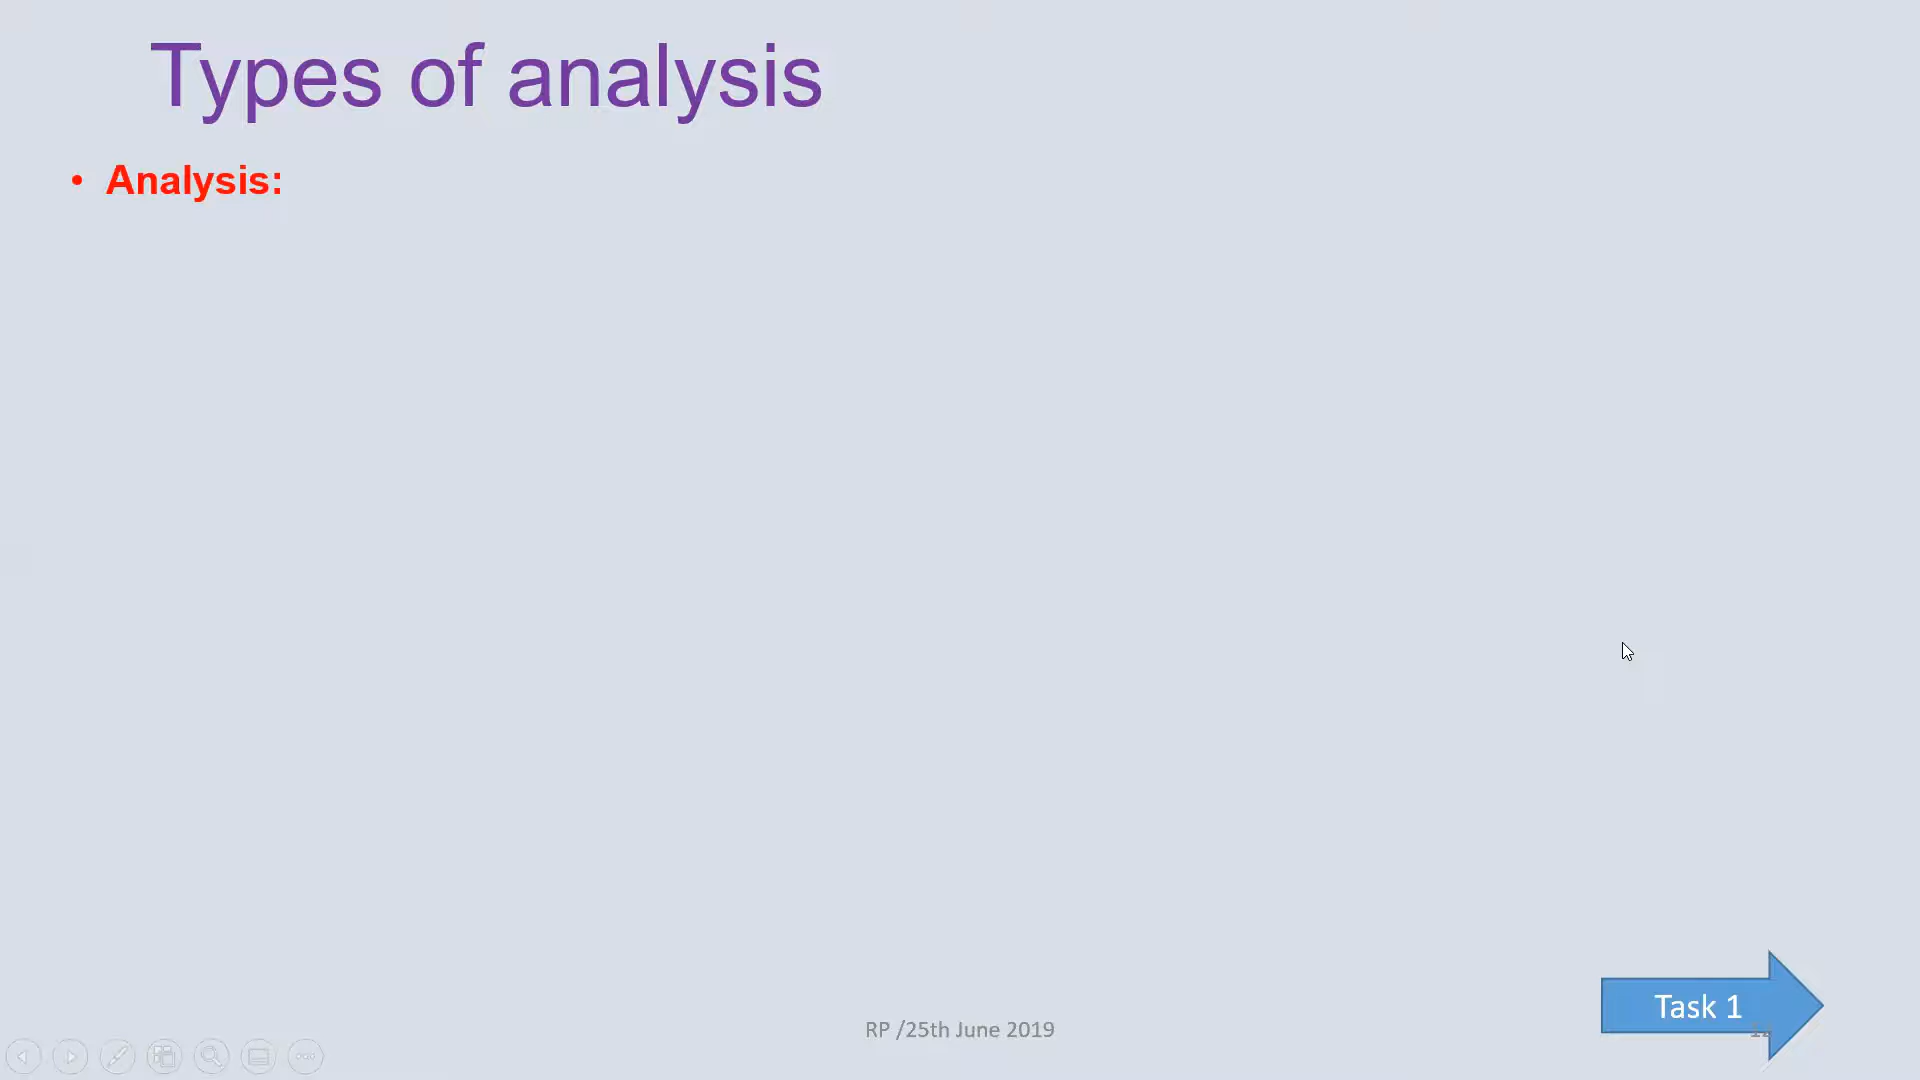 Types of analysis
• Analysis:
Task 1
RP /25th June 2019